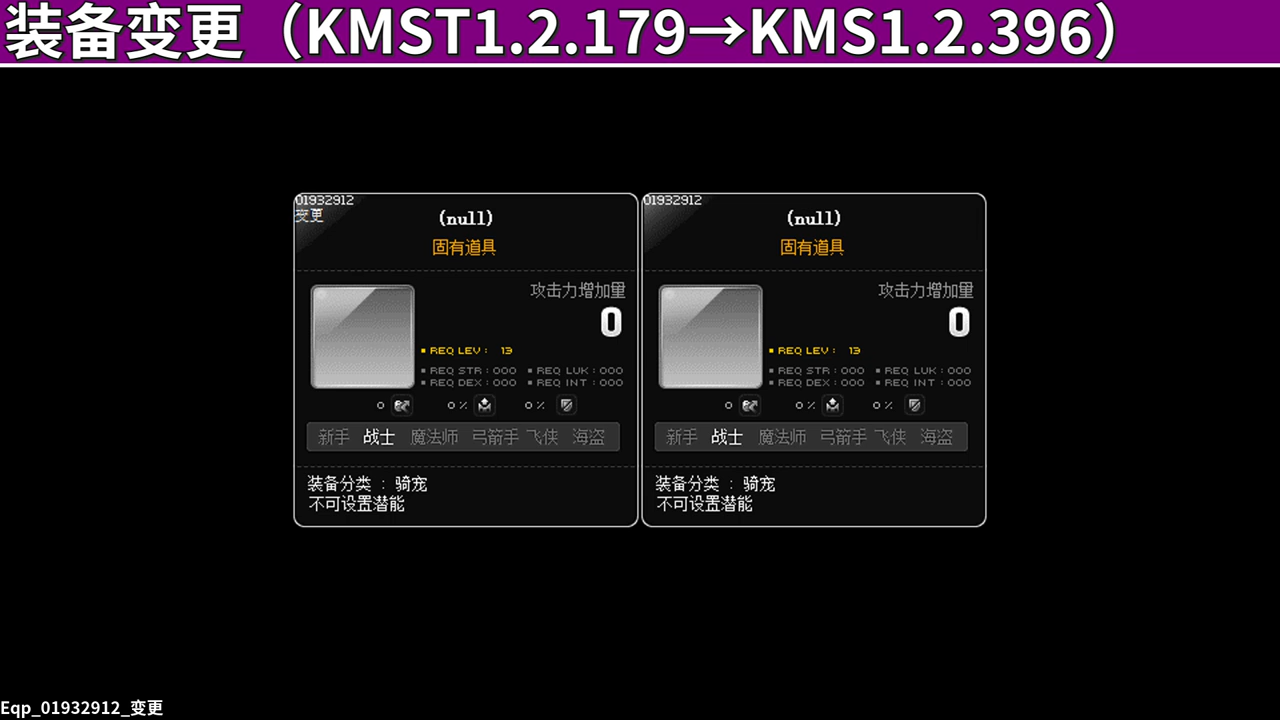 装备变更（KMST1.2.179→KMS1.2.396）
01932912
变更
(null)
固有道具
攻击力增加量
0
REQ LEV : 13
REQ STR : 000 REQ LUK : 000
REQ DEX : 000 REQ INT : 000
0 0 % 0 %
新手 战士 魔法师 弓箭手 飞侠 海盗
装备分类 : 骑宠
不可设置潜能
01932912
(null)
固有道具
攻击力增加量
0
REQ LEV : 13
REQ STR : 000 REQ LUK : 000
REQ DEX : 000 REQ INT : 000
0 0 % 0 %
新手 战士 魔法师 弓箭手 飞侠 海盗
装备分类 : 骑宠
不可设置潜能
Eqp_01932912_变更